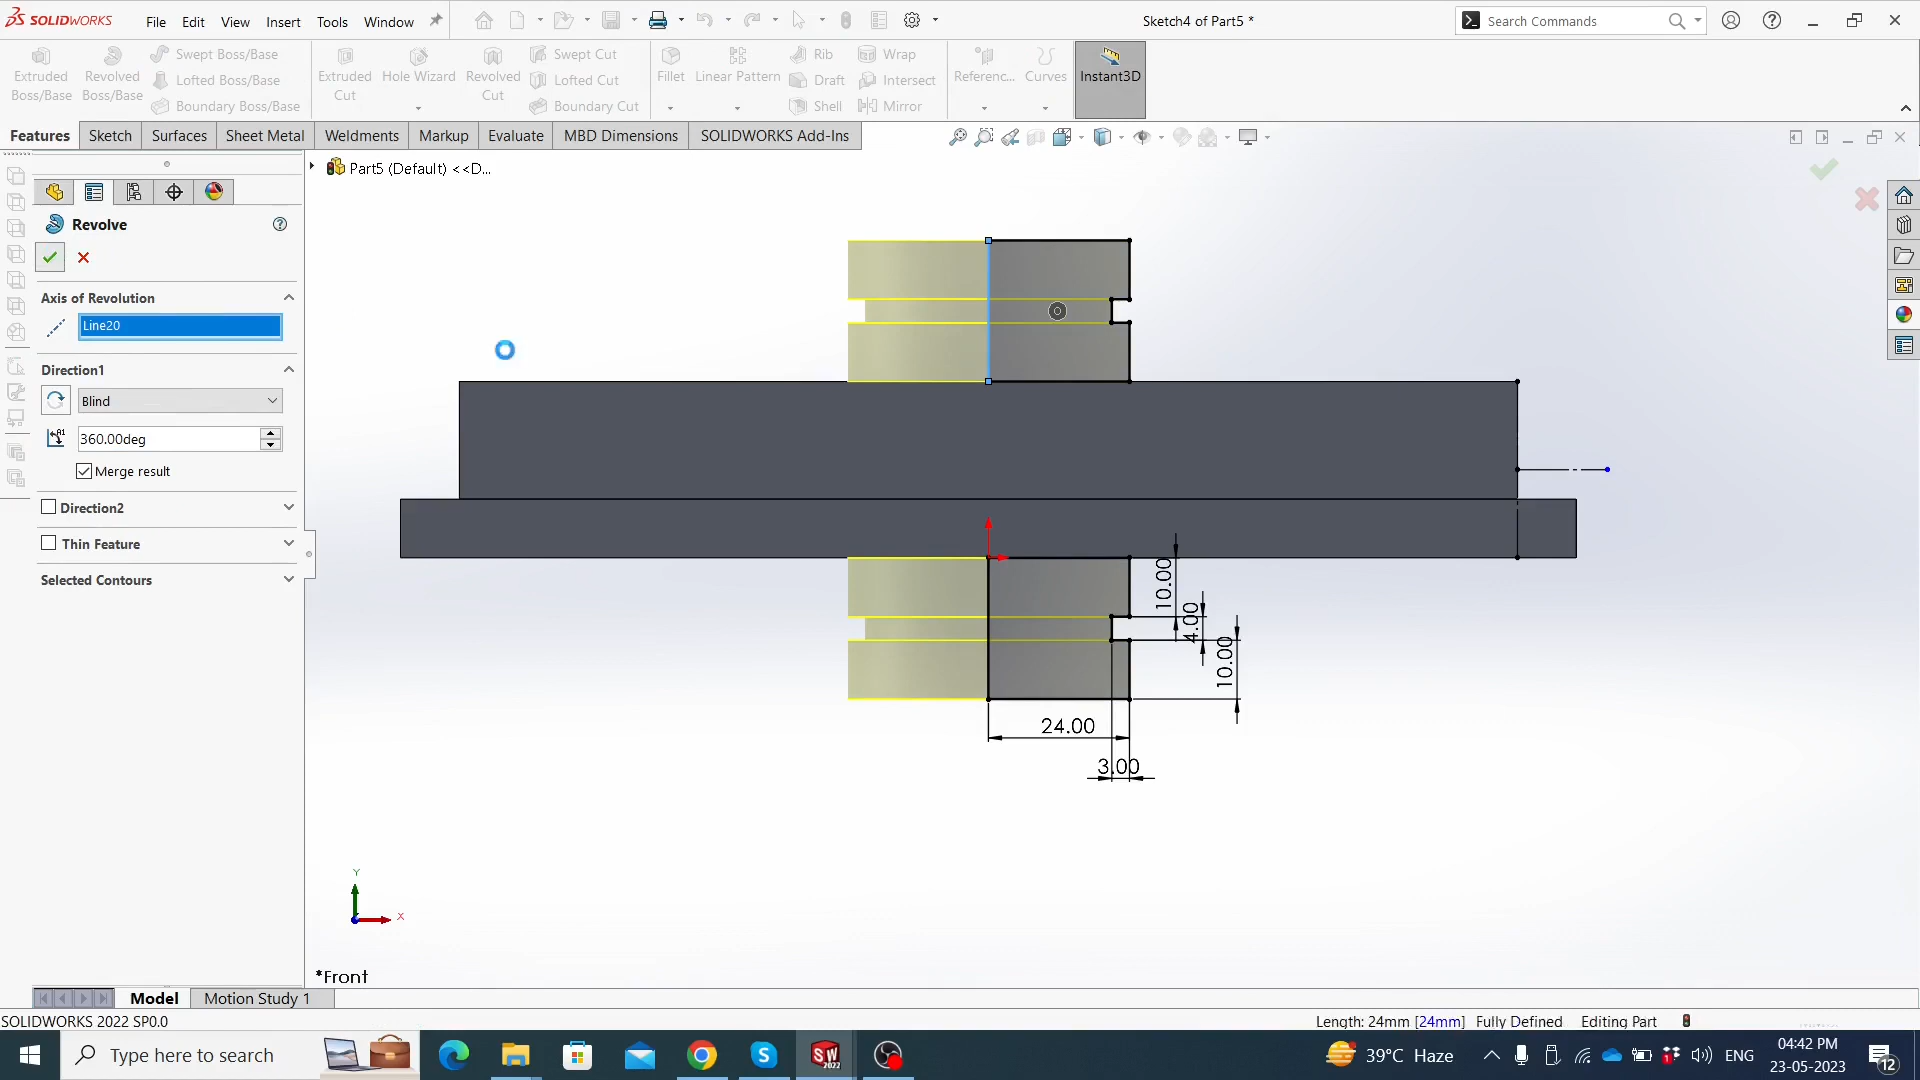 SOLIDWORKS File Edit View Insert Tools Window
Sketch4 of Part5 *
Search Commands
Extruded Boss/Base
Revolved Boss/Base
Swept Boss/Base
Lofted Boss/Base
Boundary Boss/Base
Extruded Cut
Hole Wizard
Revolved Cut
Swept Cut
Lofted Cut
Boundary Cut
Fillet
Linear Pattern
Rib
Draft
Shell
Wrap
Intersect
Mirror
Referenc...
Curves
Instant3D
Features Sketch Surfaces Sheet Metal Weldments Markup Evaluate MBD Dimensions SOLIDWORKS Add-Ins
Part5 (Default) <<D...
Revolve
Axis of Revolution
Line20
Direction1
Blind
A1
360.00deg
Merge result
Direction2
Thin Feature
Selected Contours
10.00
4.00
10.00
24.00
3.00
Y
X
*Front
Model Motion Study 1
SOLIDWORKS 2022 SP0.0
Length: 24mm [24mm] Fully Defined Editing Part
Type here to search
SW
2022
39°C Haze
ENG
04:42 PM
23-05-2023
12